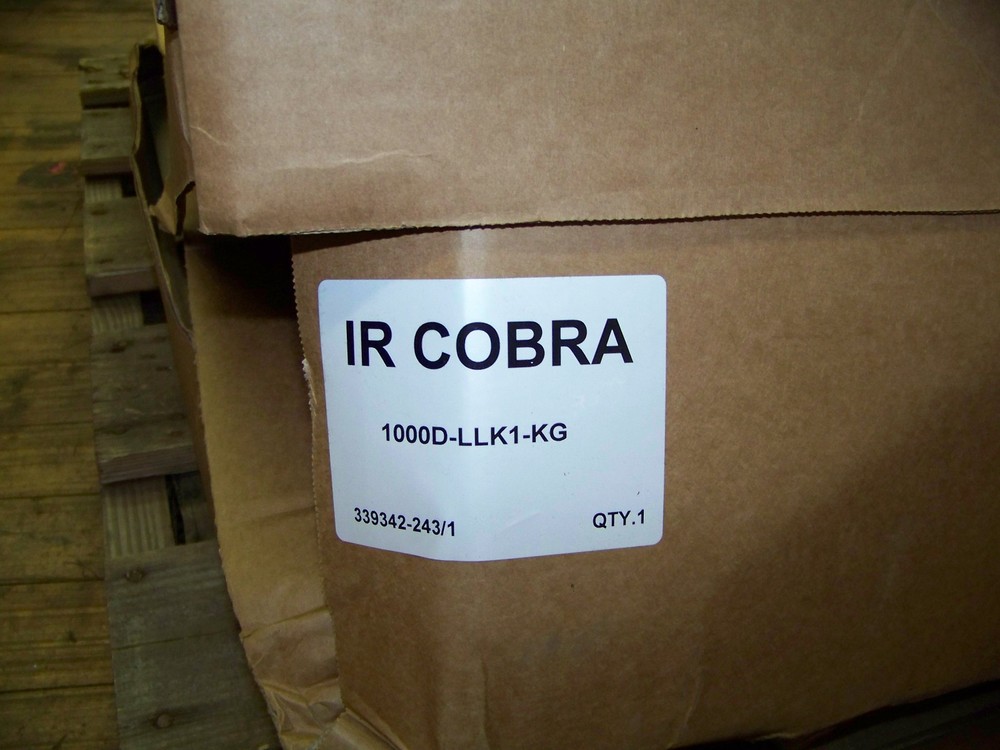 IR COBRA
1000D-LLK1-KG
339342-243/1 QTY.1